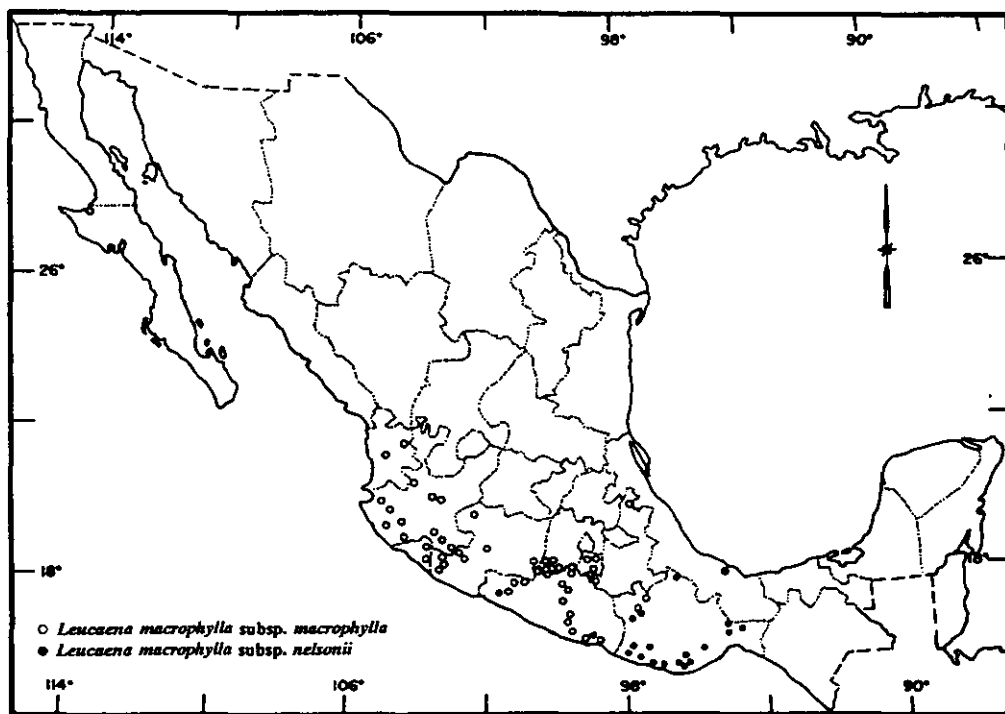 114° 106° 98° 90°
26° 26°
18° 18°
○ Leucaena macrophylla subsp. macrophylla
● Leucaena macrophylla subsp. nelsonii
114° 106° 98° 90°